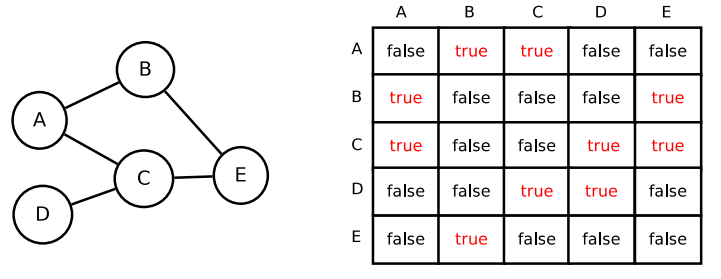 B
A
C
E
D
A B C D E
A false true true false false
B true false false false true
C true false false true true
D false false true true false
E false true false false false